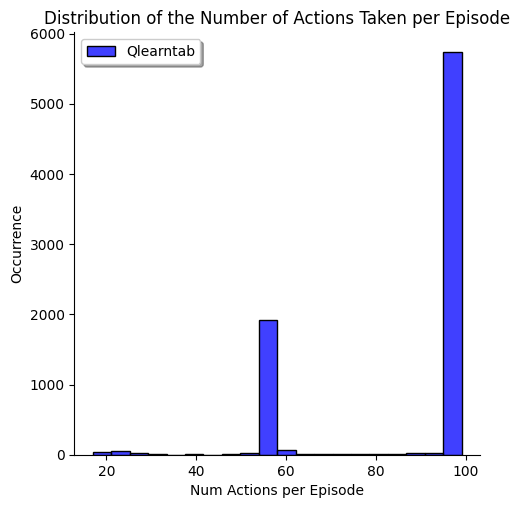 Distribution of the Number of Actions Taken per Episode
Qlearntab
6000
5000
4000
3000
2000
1000
0
Occurrence
20 40 60 80 100
Num Actions per Episode